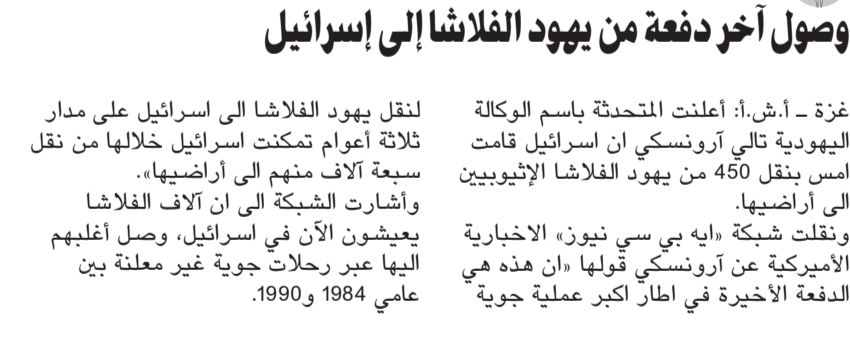 وصول آخر دفعة من يهود الفلاشا إلى إسرائيل
غزة ــ أ.ش.أ: أعلنت المتحدثة باسم الوكالة
اليهودية تالي آرونسكي ان اسرائيل قامت
امس بنقل 450 من يهود الفلاشا الإثيوبيين
الى أراضيها.
ونقلت شبكة «ايه بي سي نيوز» الاخبارية
الأميركية عن آرونسكي قولها «ان هذه هي
الدفعة الأخيرة في اطار اكبر عملية جوية
لنقل يهود الفلاشا الى اسرائيل على مدار
ثلاثة أعوام تمكنت اسرائيل خلالها من نقل
سبعة آلاف منهم الى أراضيها».
وأشارت الشبكة الى ان آلاف الفلاشا
يعيشون الآن في اسرائيل، وصل أغلبهم
اليها عبر رحلات جوية غير معلنة بين
عامي 1984 و1990.